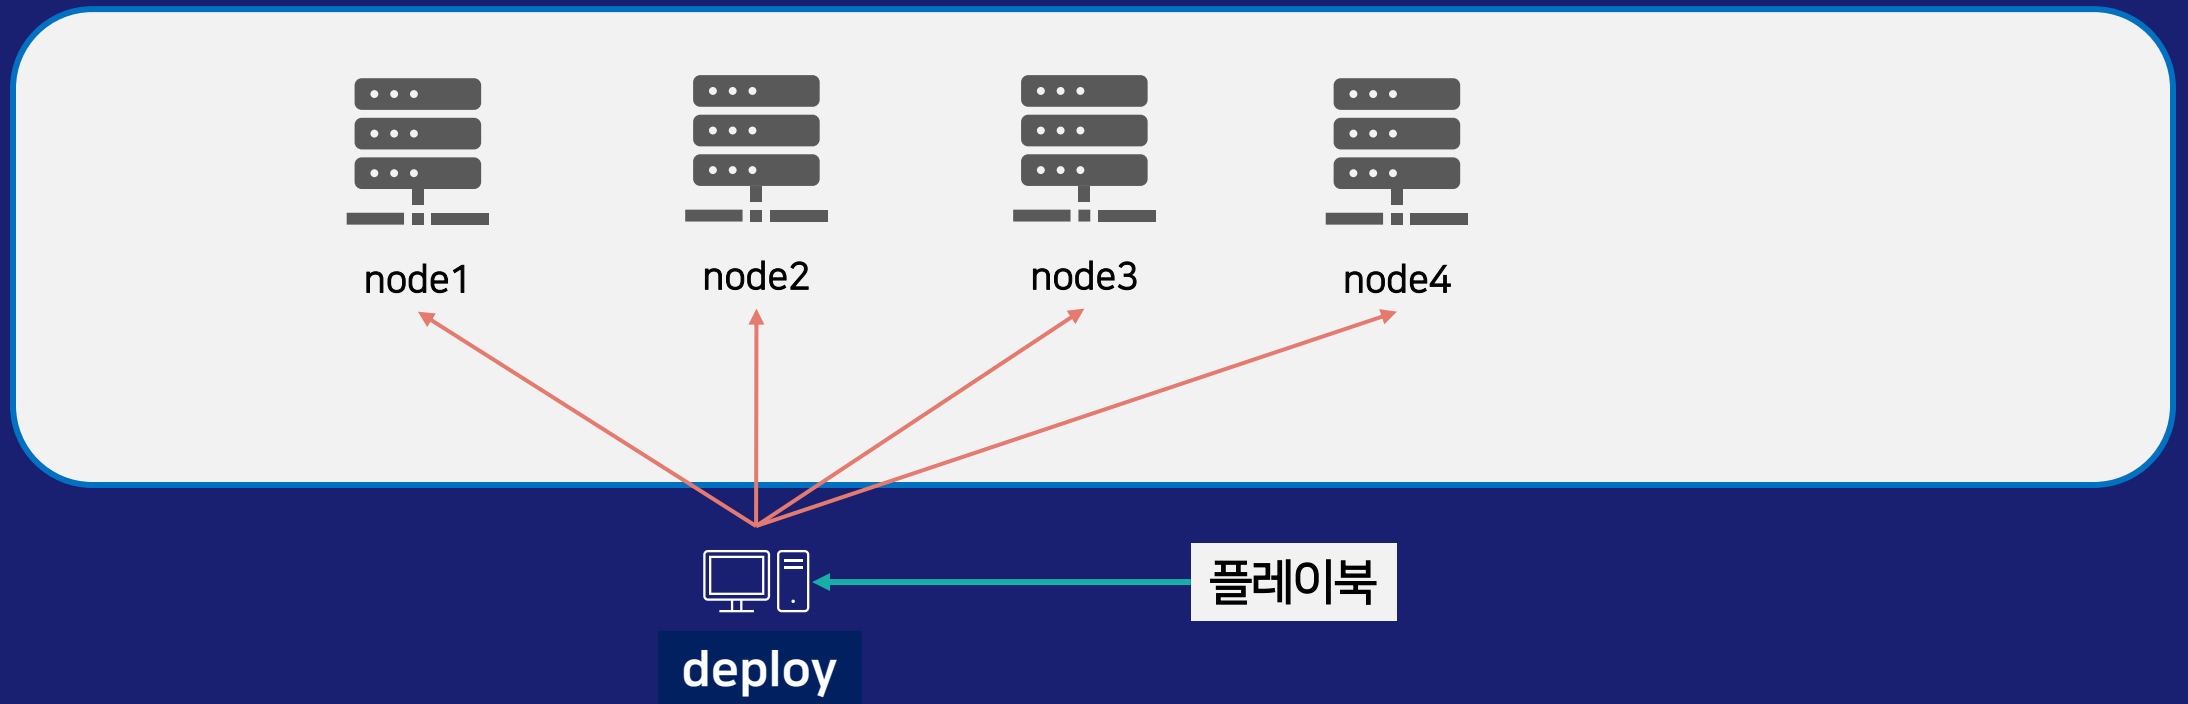 node1
node2
node3
node4
플레이북
deploy